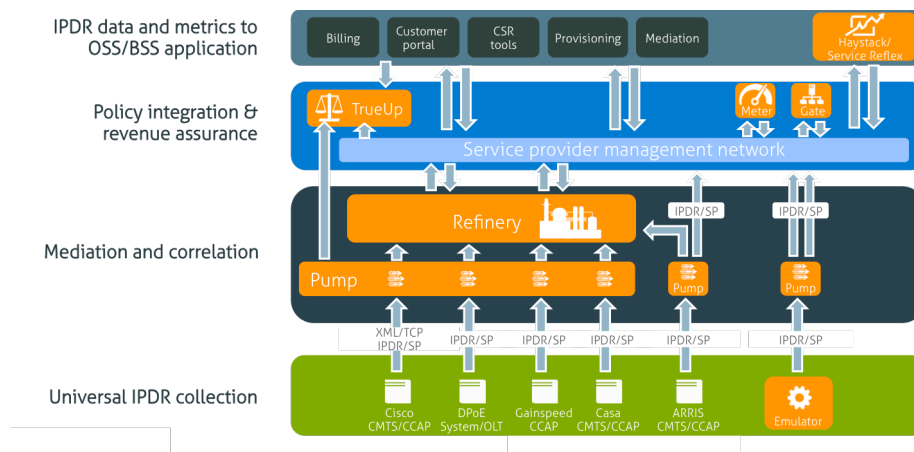 IPDR data and metrics to
OSS/BSS application
Billing
Customer
portal
CSR
tools
Provisioning
Mediation
Haystack/
Service Reflex
Policy integration &
revenue assurance
TrueUp
Meter
Gate
Service provider management network
Mediation and correlation
Refinery
IPDR/SP
IPDR/SP
Pump
Pump
Pump
XML/TCP
IPDR/SP
IPDR/SP
IPDR/SP
IPDR/SP
IPDR/SP
IPDR/SP
Universal IPDR collection
Cisco
CMTS/CCAP
DPoE
System/OLT
Gainspeed
CCAP
Casa
CMTS/CCAP
ARRIS
CMTS/CCAP
Emulator